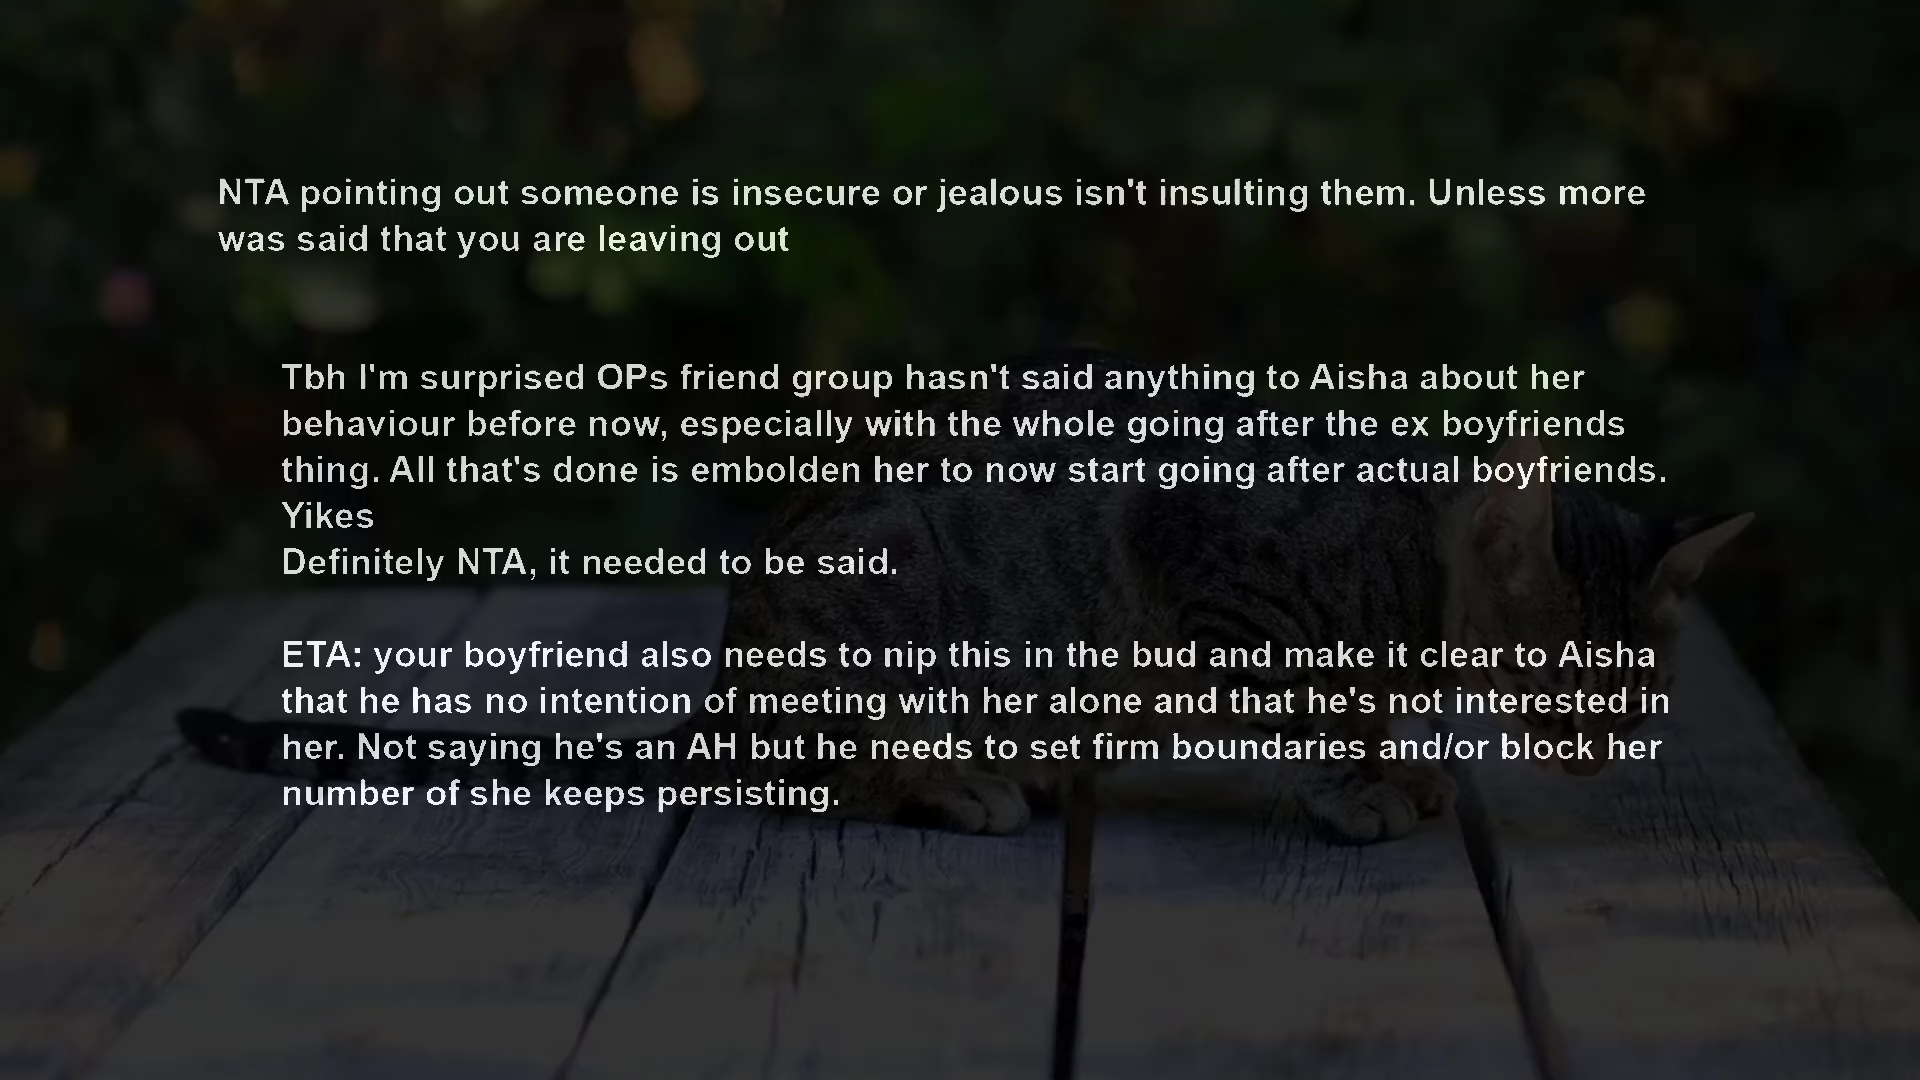 NTA pointing out someone is insecure or jealous isn't insulting them. Unless more
was said that you are leaving out
Tbh I'm surprised OPs friend group hasn't said anything to Aisha about her
behaviour before now, especially with the whole going after the ex boyfriends
thing. All that's done is embolden her to now start going after actual boyfriends.
Yikes
Definitely NTA, it needed to be said.
ETA: your boyfriend also needs to nip this in the bud and make it clear to Aisha
that he has no intention of meeting with her alone and that he's not interested in
her. Not saying he's an AH but he needs to set firm boundaries and/or block her
number of she keeps persisting.